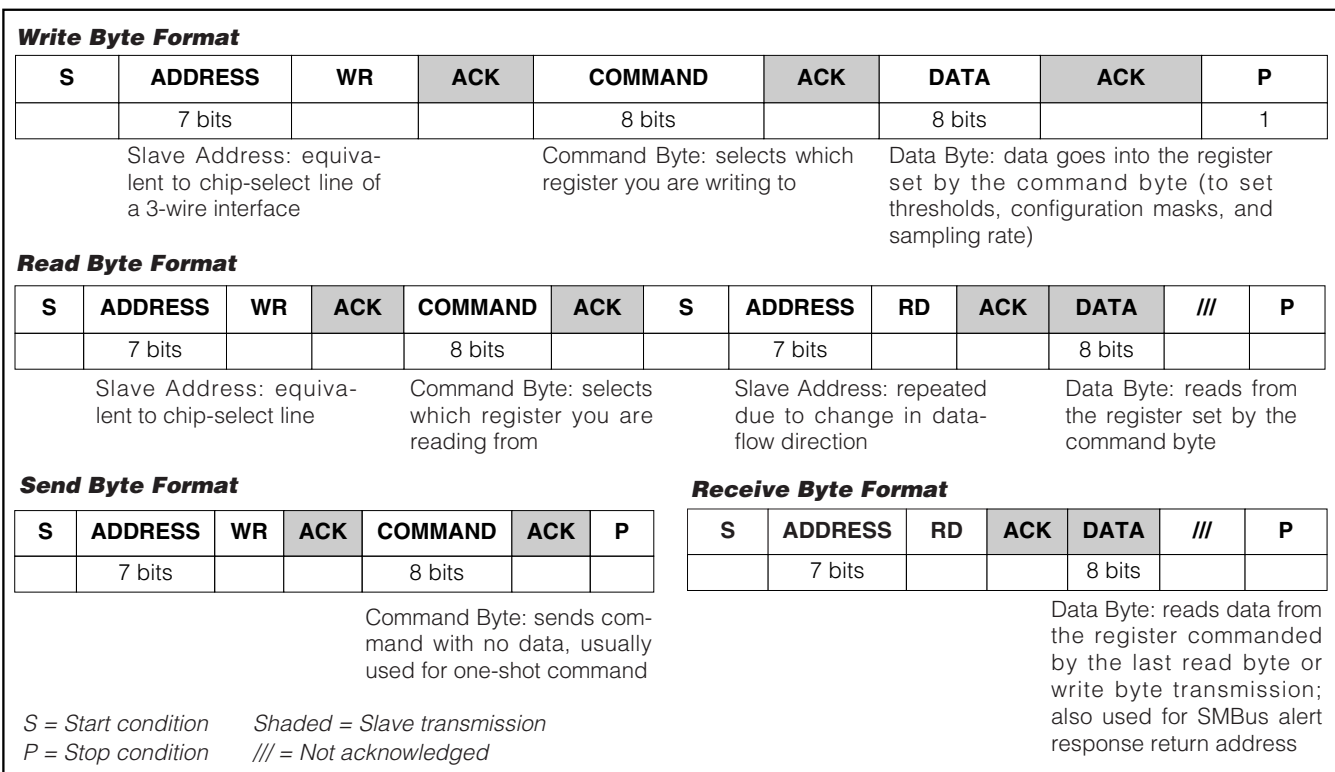 Write Byte Format
S ADDRESS WR ACK COMMAND ACK DATA ACK P
7 bits 8 bits 8 bits 1
Slave Address: equiva-
lent to chip-select line of
a 3-wire interface
Command Byte: selects which
register you are writing to
Data Byte: data goes into the register
set by the command byte (to set
thresholds, configuration masks, and
sampling rate)
Read Byte Format
S ADDRESS WR ACK COMMAND ACK S ADDRESS RD ACK DATA /// P
7 bits 8 bits 7 bits 8 bits
Slave Address: equiva-
lent to chip-select line
Command Byte: selects
which register you are
reading from
Slave Address: repeated
due to change in data-
flow direction
Data Byte: reads from
the register set by the
command byte
Send Byte Format
S ADDRESS WR ACK COMMAND ACK P
7 bits 8 bits
Command Byte: sends com-
mand with no data, usually
used for one-shot command
Receive Byte Format
S ADDRESS RD ACK DATA /// P
7 bits 8 bits
Data Byte: reads data from
the register commanded
by the last read byte or
write byte transmission;
also used for SMBus alert
response return address
S = Start condition Shaded = Slave transmission
P = Stop condition /// = Not acknowledged